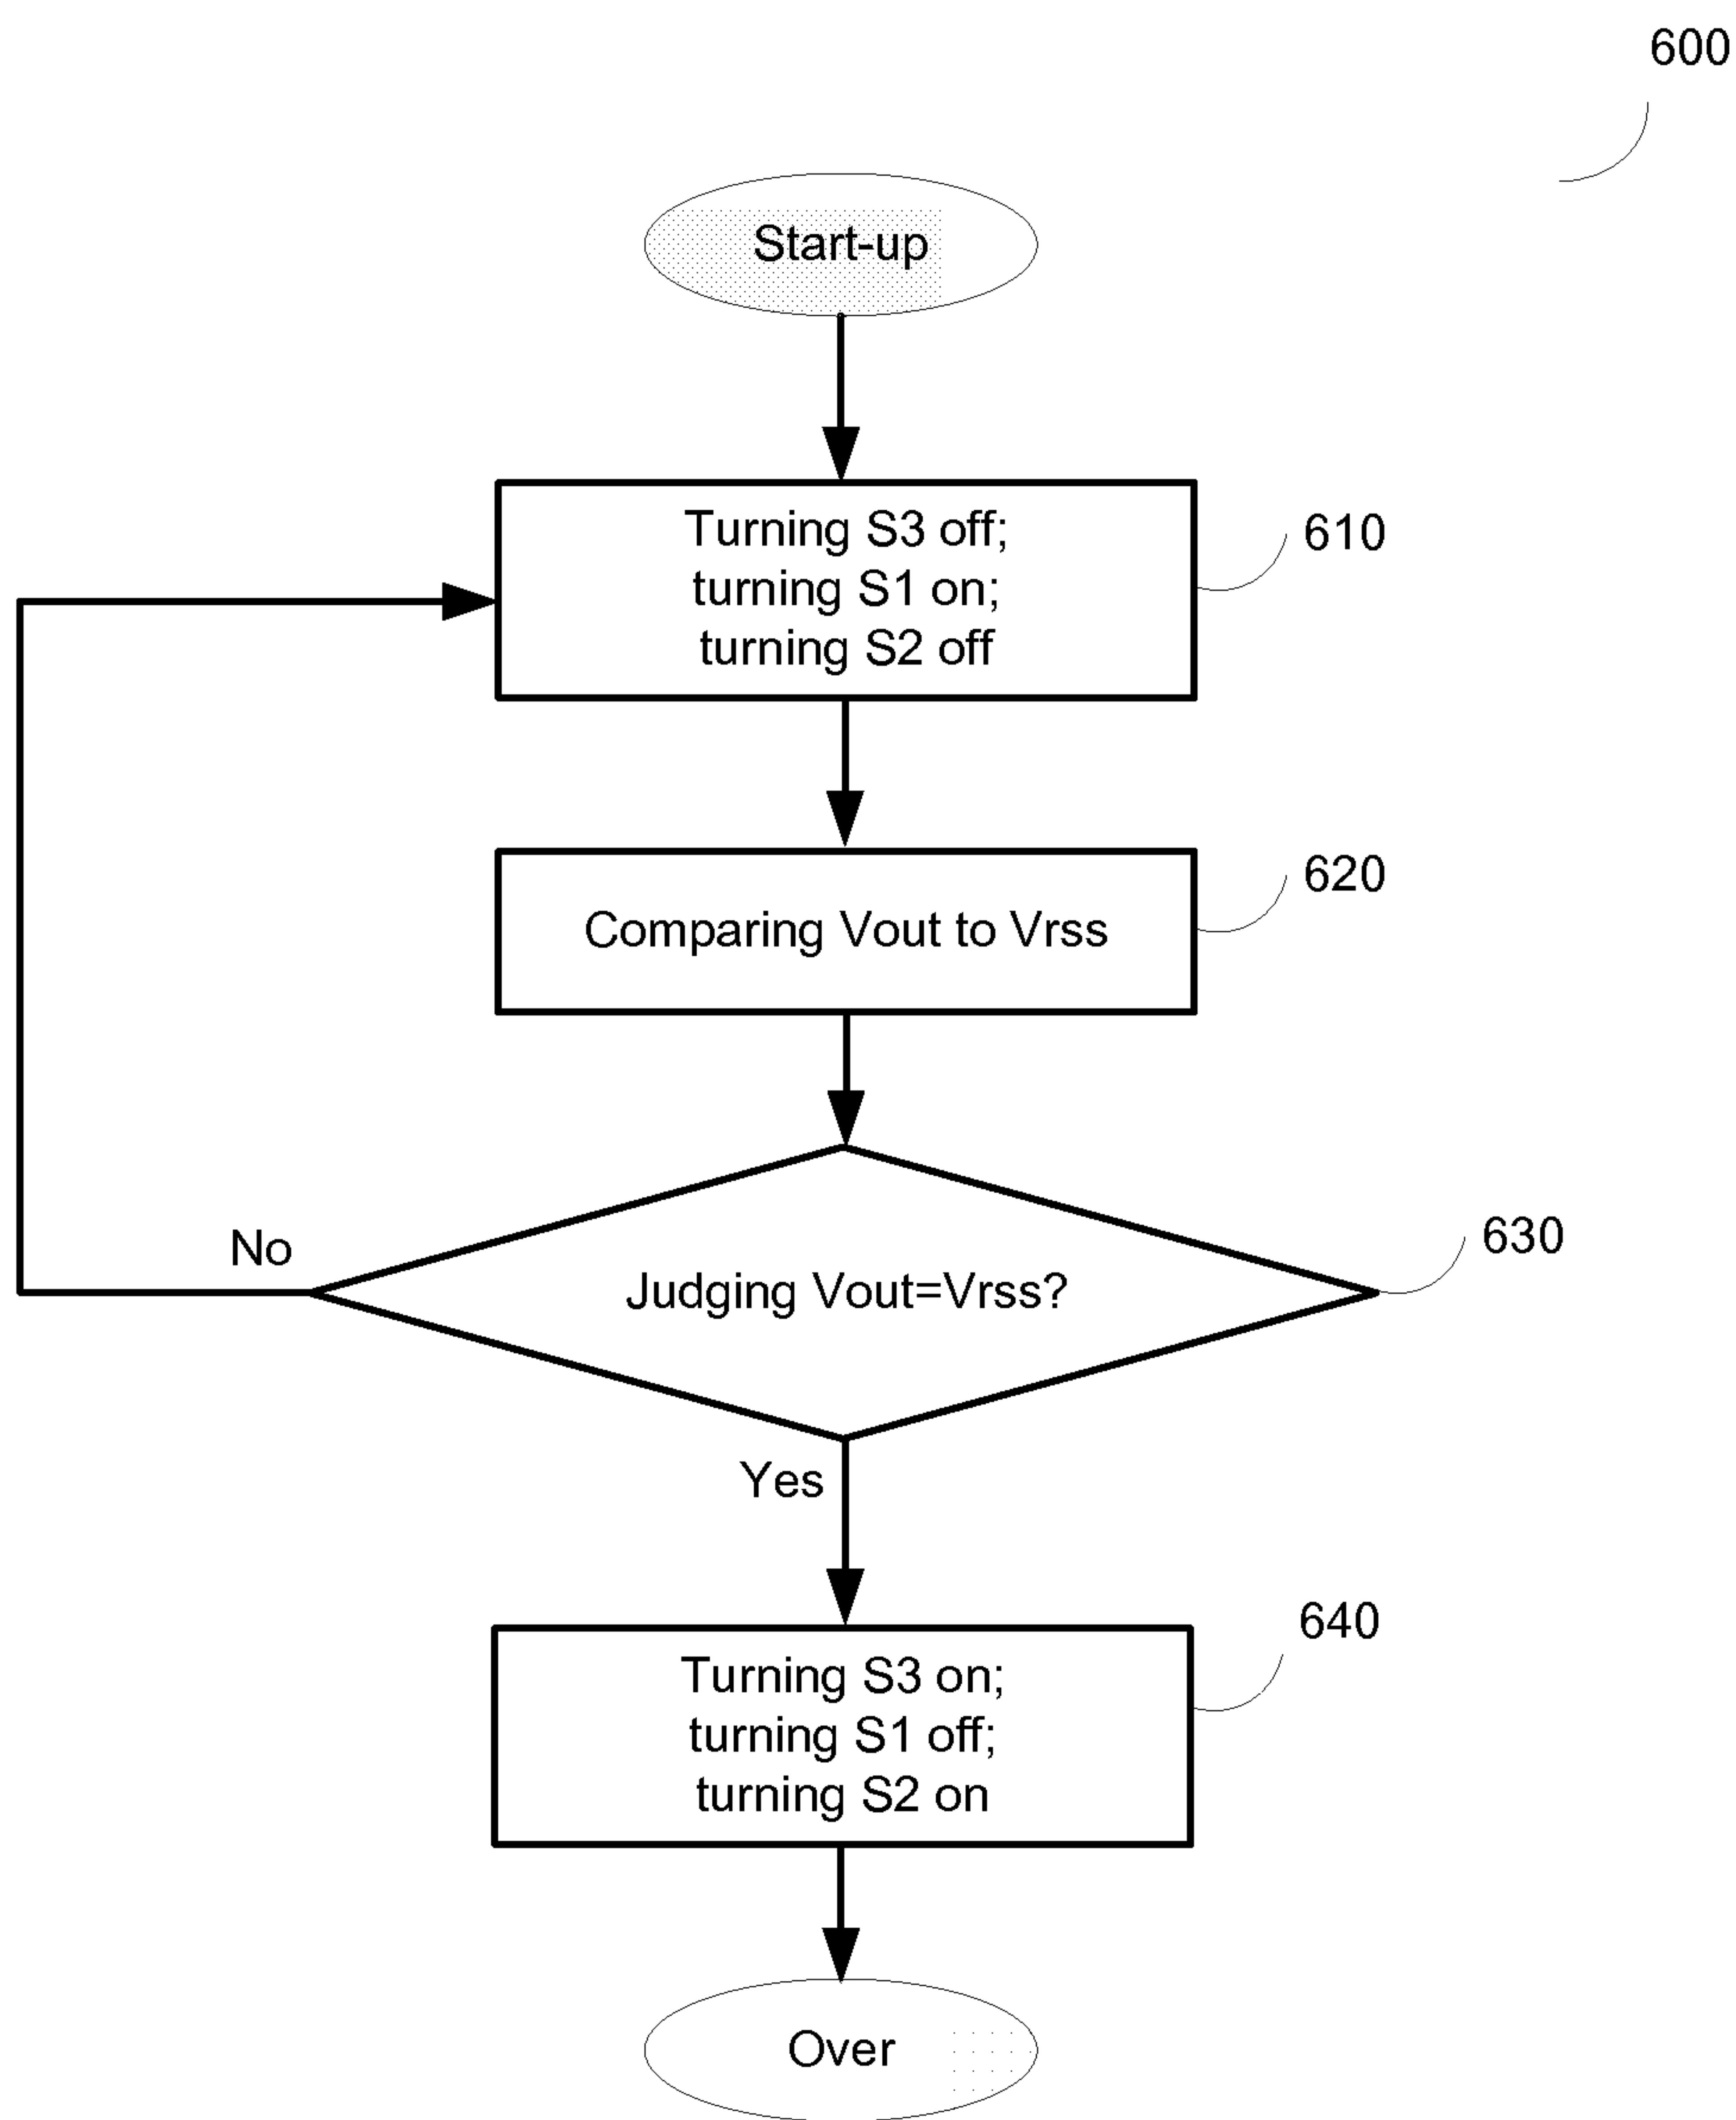 600
Start-up
Turning S3 off;
turning S1 on;
turning S2 off
610
Comparing Vout to Vrss
620
Judging Vout=Vrss?
630
No
Yes
Turning S3 on;
turning S1 off;
turning S2 on
640
Over